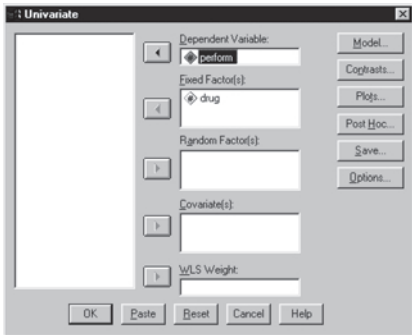 Univariate
Dependent Variable:
perform
Fixed Factor(s):
drug
Random Factor(s):
Covariate(s):
WLS Weight:
Model...
Contrasts...
Plots...
Post Hoc...
Save...
Options...
OK Paste Reset Cancel Help